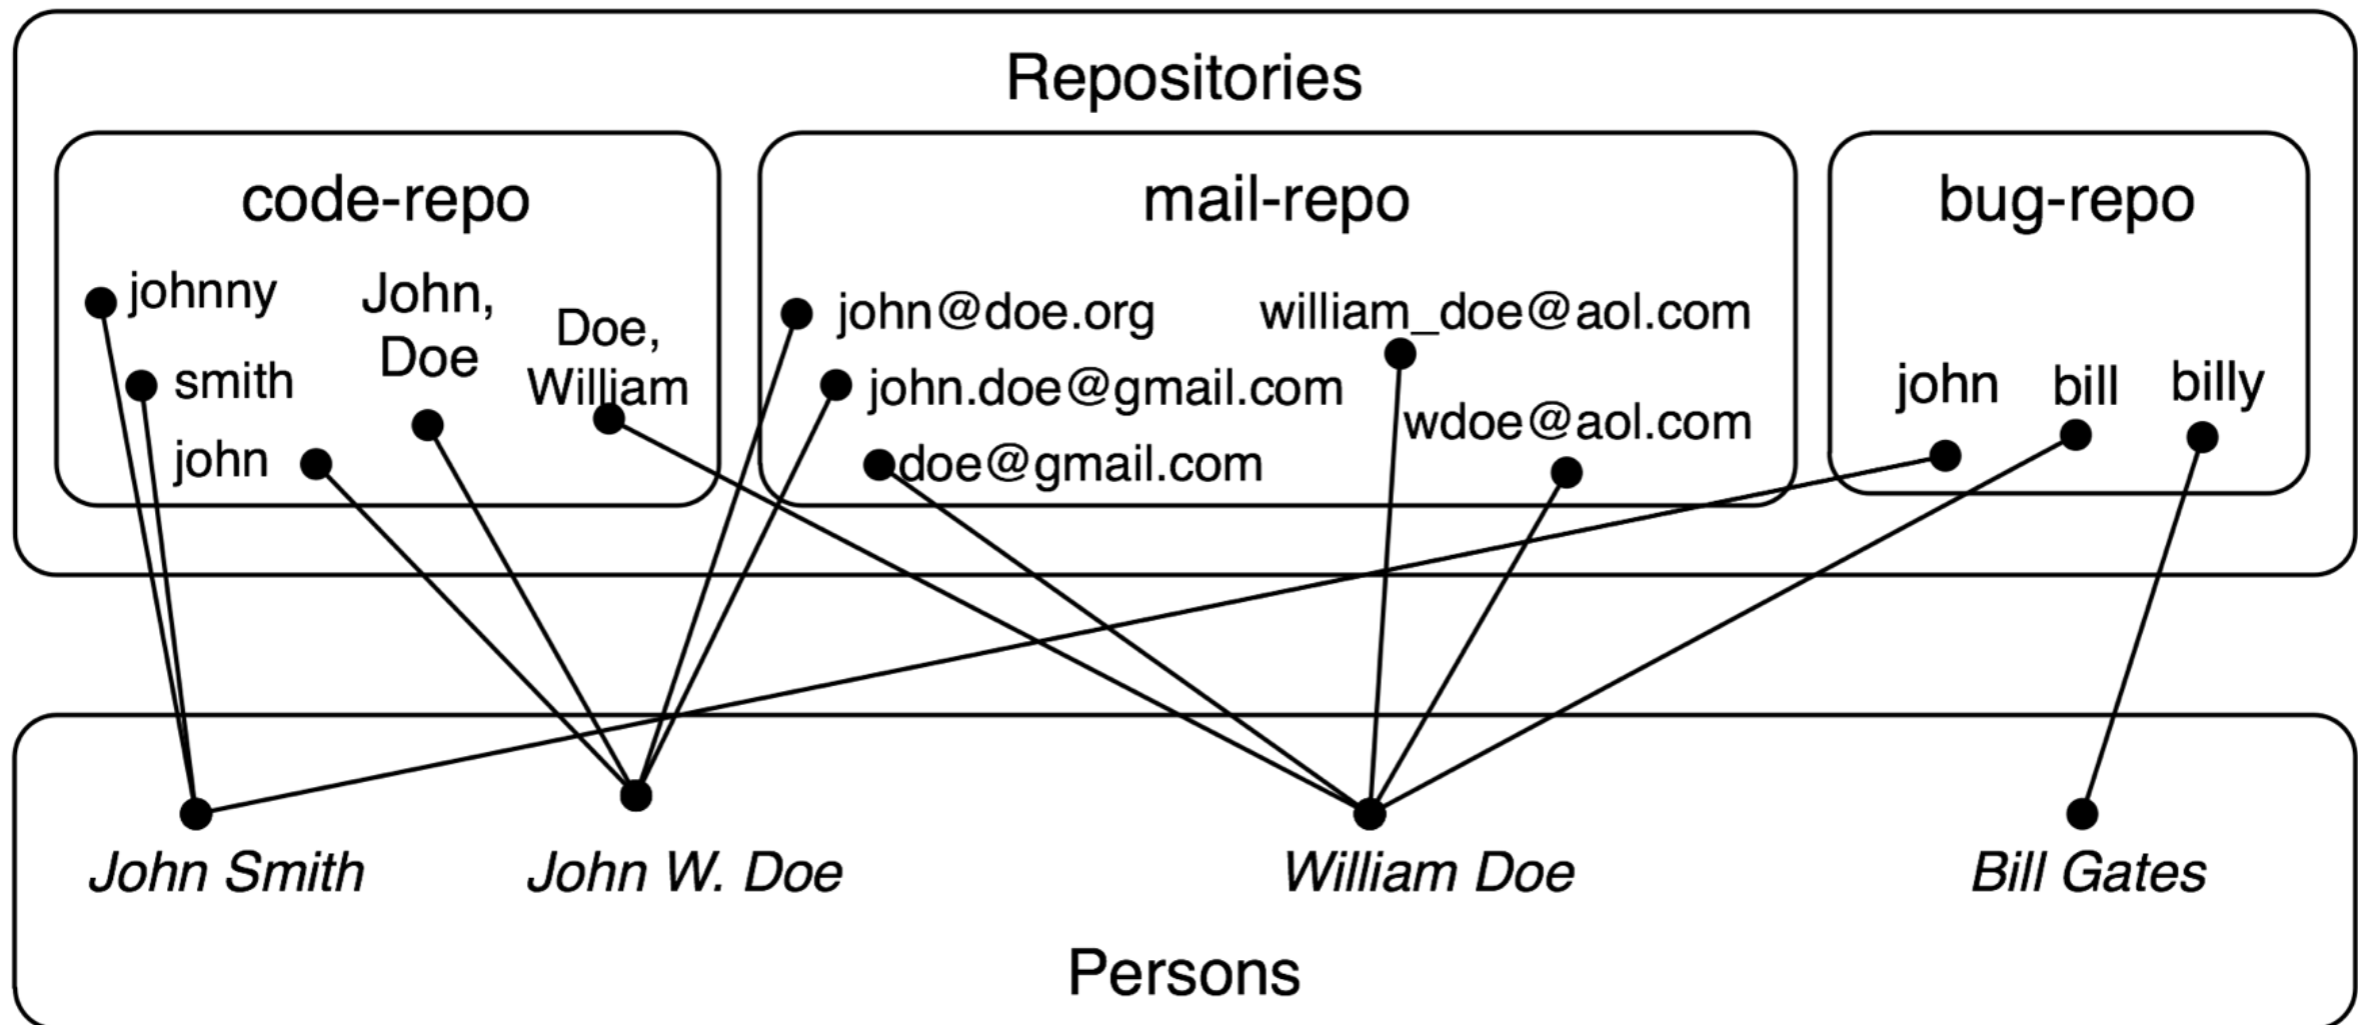 Repositories
code-repo
johnny
smith
john
John,
Doe
Doe,
William
mail-repo
john@doe.org
john.doe@gmail.com
doe@gmail.com
william_doe@aol.com
wdoe@aol.com
bug-repo
john
bill
billy
John Smith
John W. Doe
William Doe
Bill Gates
Persons